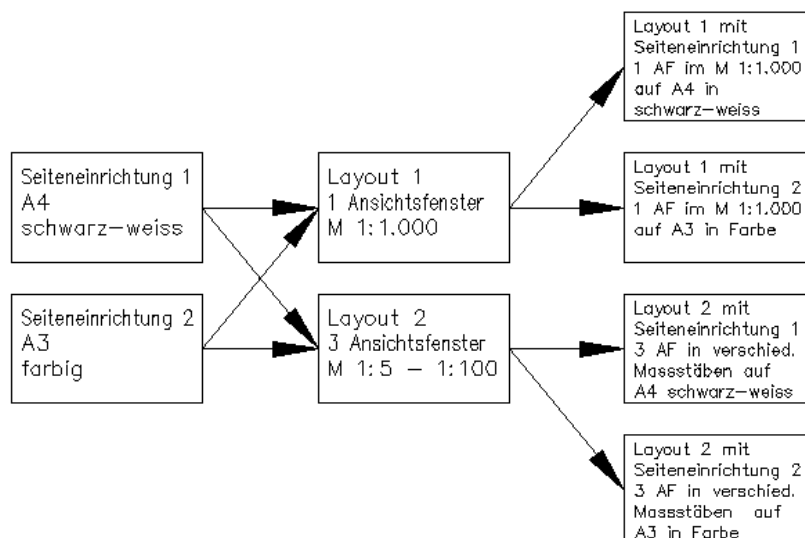 Seiteneinrichtung 1
A4
schwarz-weiss
Seiteneinrichtung 2
A3
farbig
Layout 1
1 Ansichtsfenster
M 1:1.000
Layout 2
3 Ansichtsfenster
M 1:5 - 1:100
Layout 1 mit
Seiteneinrichtung 1
1 AF im M 1:1.000
auf A4 in
schwarz-weiss
Layout 1 mit
Seiteneinrichtung 2
1 AF im M 1:1.000
auf A3 in Farbe
Layout 2 mit
Seiteneinrichtung 1
3 AF in verschied.
Massstäben auf
A4 schwarz-weiss
Layout 2 mit
Seiteneinrichtung 2
3 AF in verschied.
Massstäben auf
A3 in Farbe